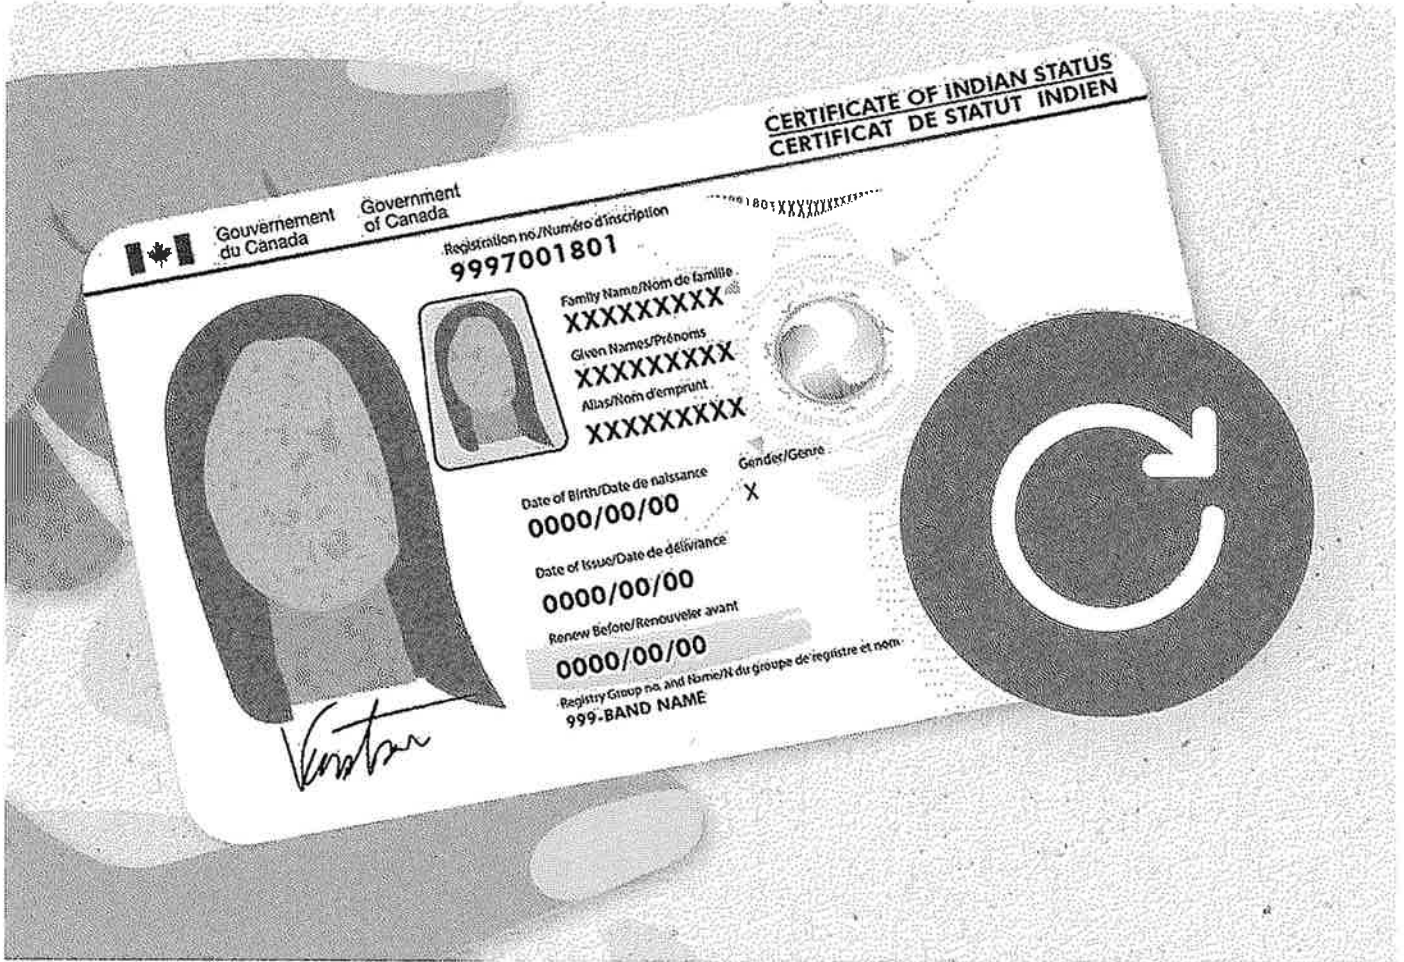 CERTIFICATE OF INDIAN STATUS
CERTIFICAT DE STATUT INDIEN
Gouvernement du Canada
Government of Canada
Registration no./Numéro d'inscription
9997001801
Family Name/Nom de famille
XXXXXXXXX
Given Names/Prénoms
XXXXXXXXX
Alias/Nom d'emprunt
XXXXXXXXX
Date of Birth/Date de naissance
0000/00/00
Gender/Genre
X
Date of Issue/Date de délivrance
0000/00/00
Renew Before/Renouveler avant
0000/00/00
Registry Group no. and Name/N du groupe de registre et nom
999-BAND NAME